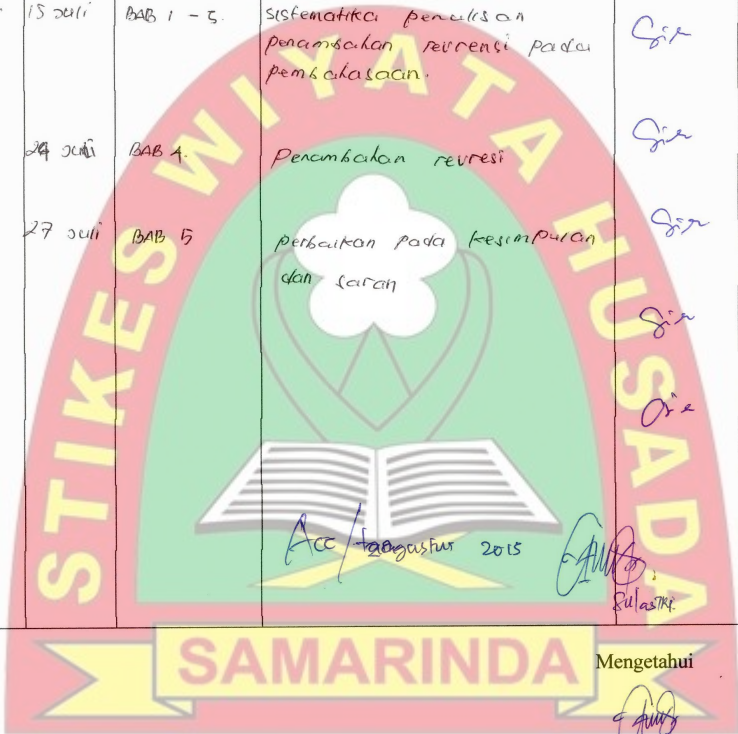 15 Juli BAB 1 - 5. sistematika penulisan
penambahan revrensi pada
pembahasaan.
24 Juli BAB 4. Penambahan revresi
27 Juli BAB 5 perbaikan pada kesimpulan
dan saran
Acc / agustus 2015
Sulastri.
Mengetahui
STIKES WIYATA HUSADA
SAMARINDA